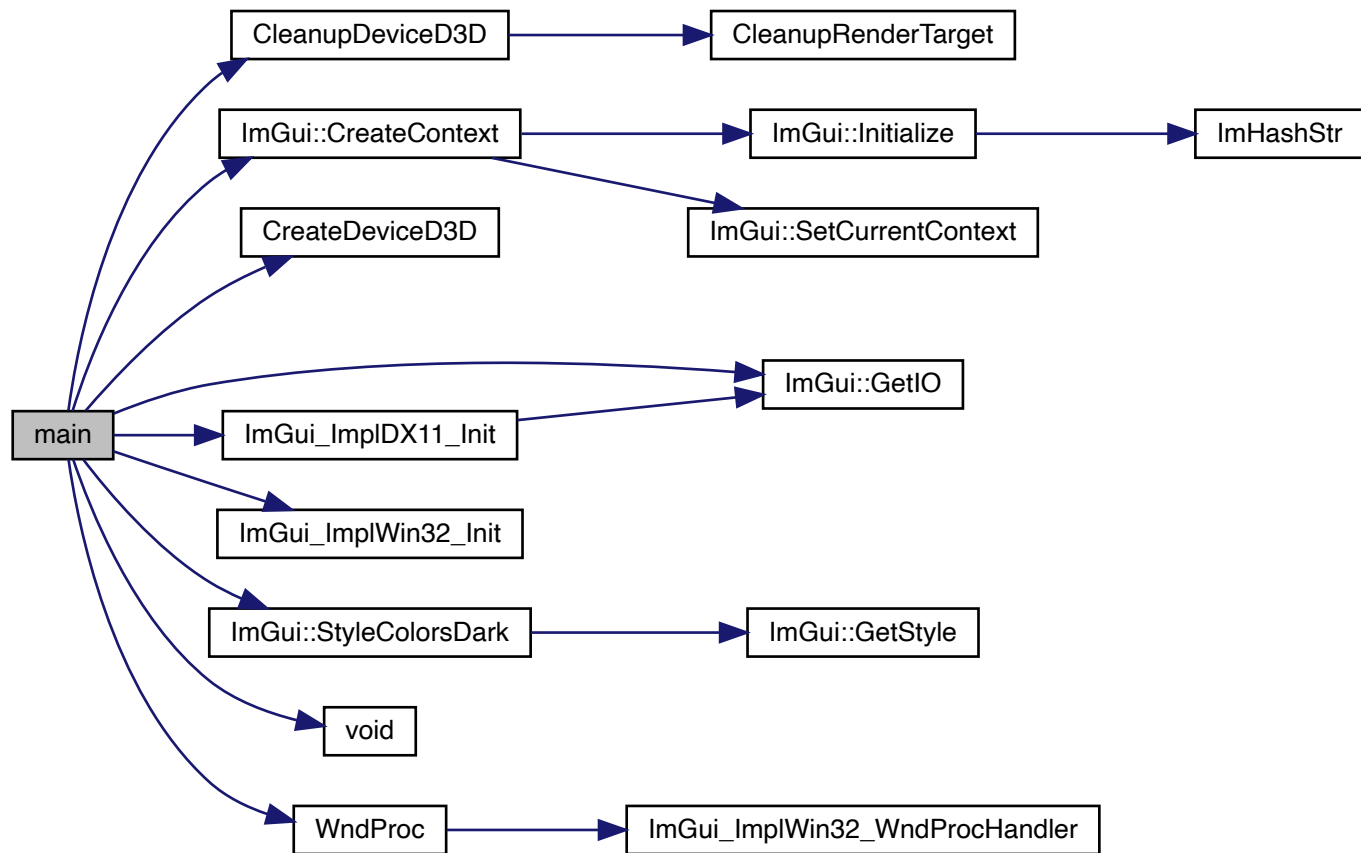 CleanupDeviceD3D
CleanupRenderTarget
ImGui::CreateContext
ImGui::Initialize
ImHashStr
CreateDeviceD3D
ImGui::SetCurrentContext
ImGui::GetIO
main
ImGui_ImplDX11_Init
ImGui_ImplWin32_Init
ImGui::StyleColorsDark
ImGui::GetStyle
void
WndProc
ImGui_ImplWin32_WndProcHandler